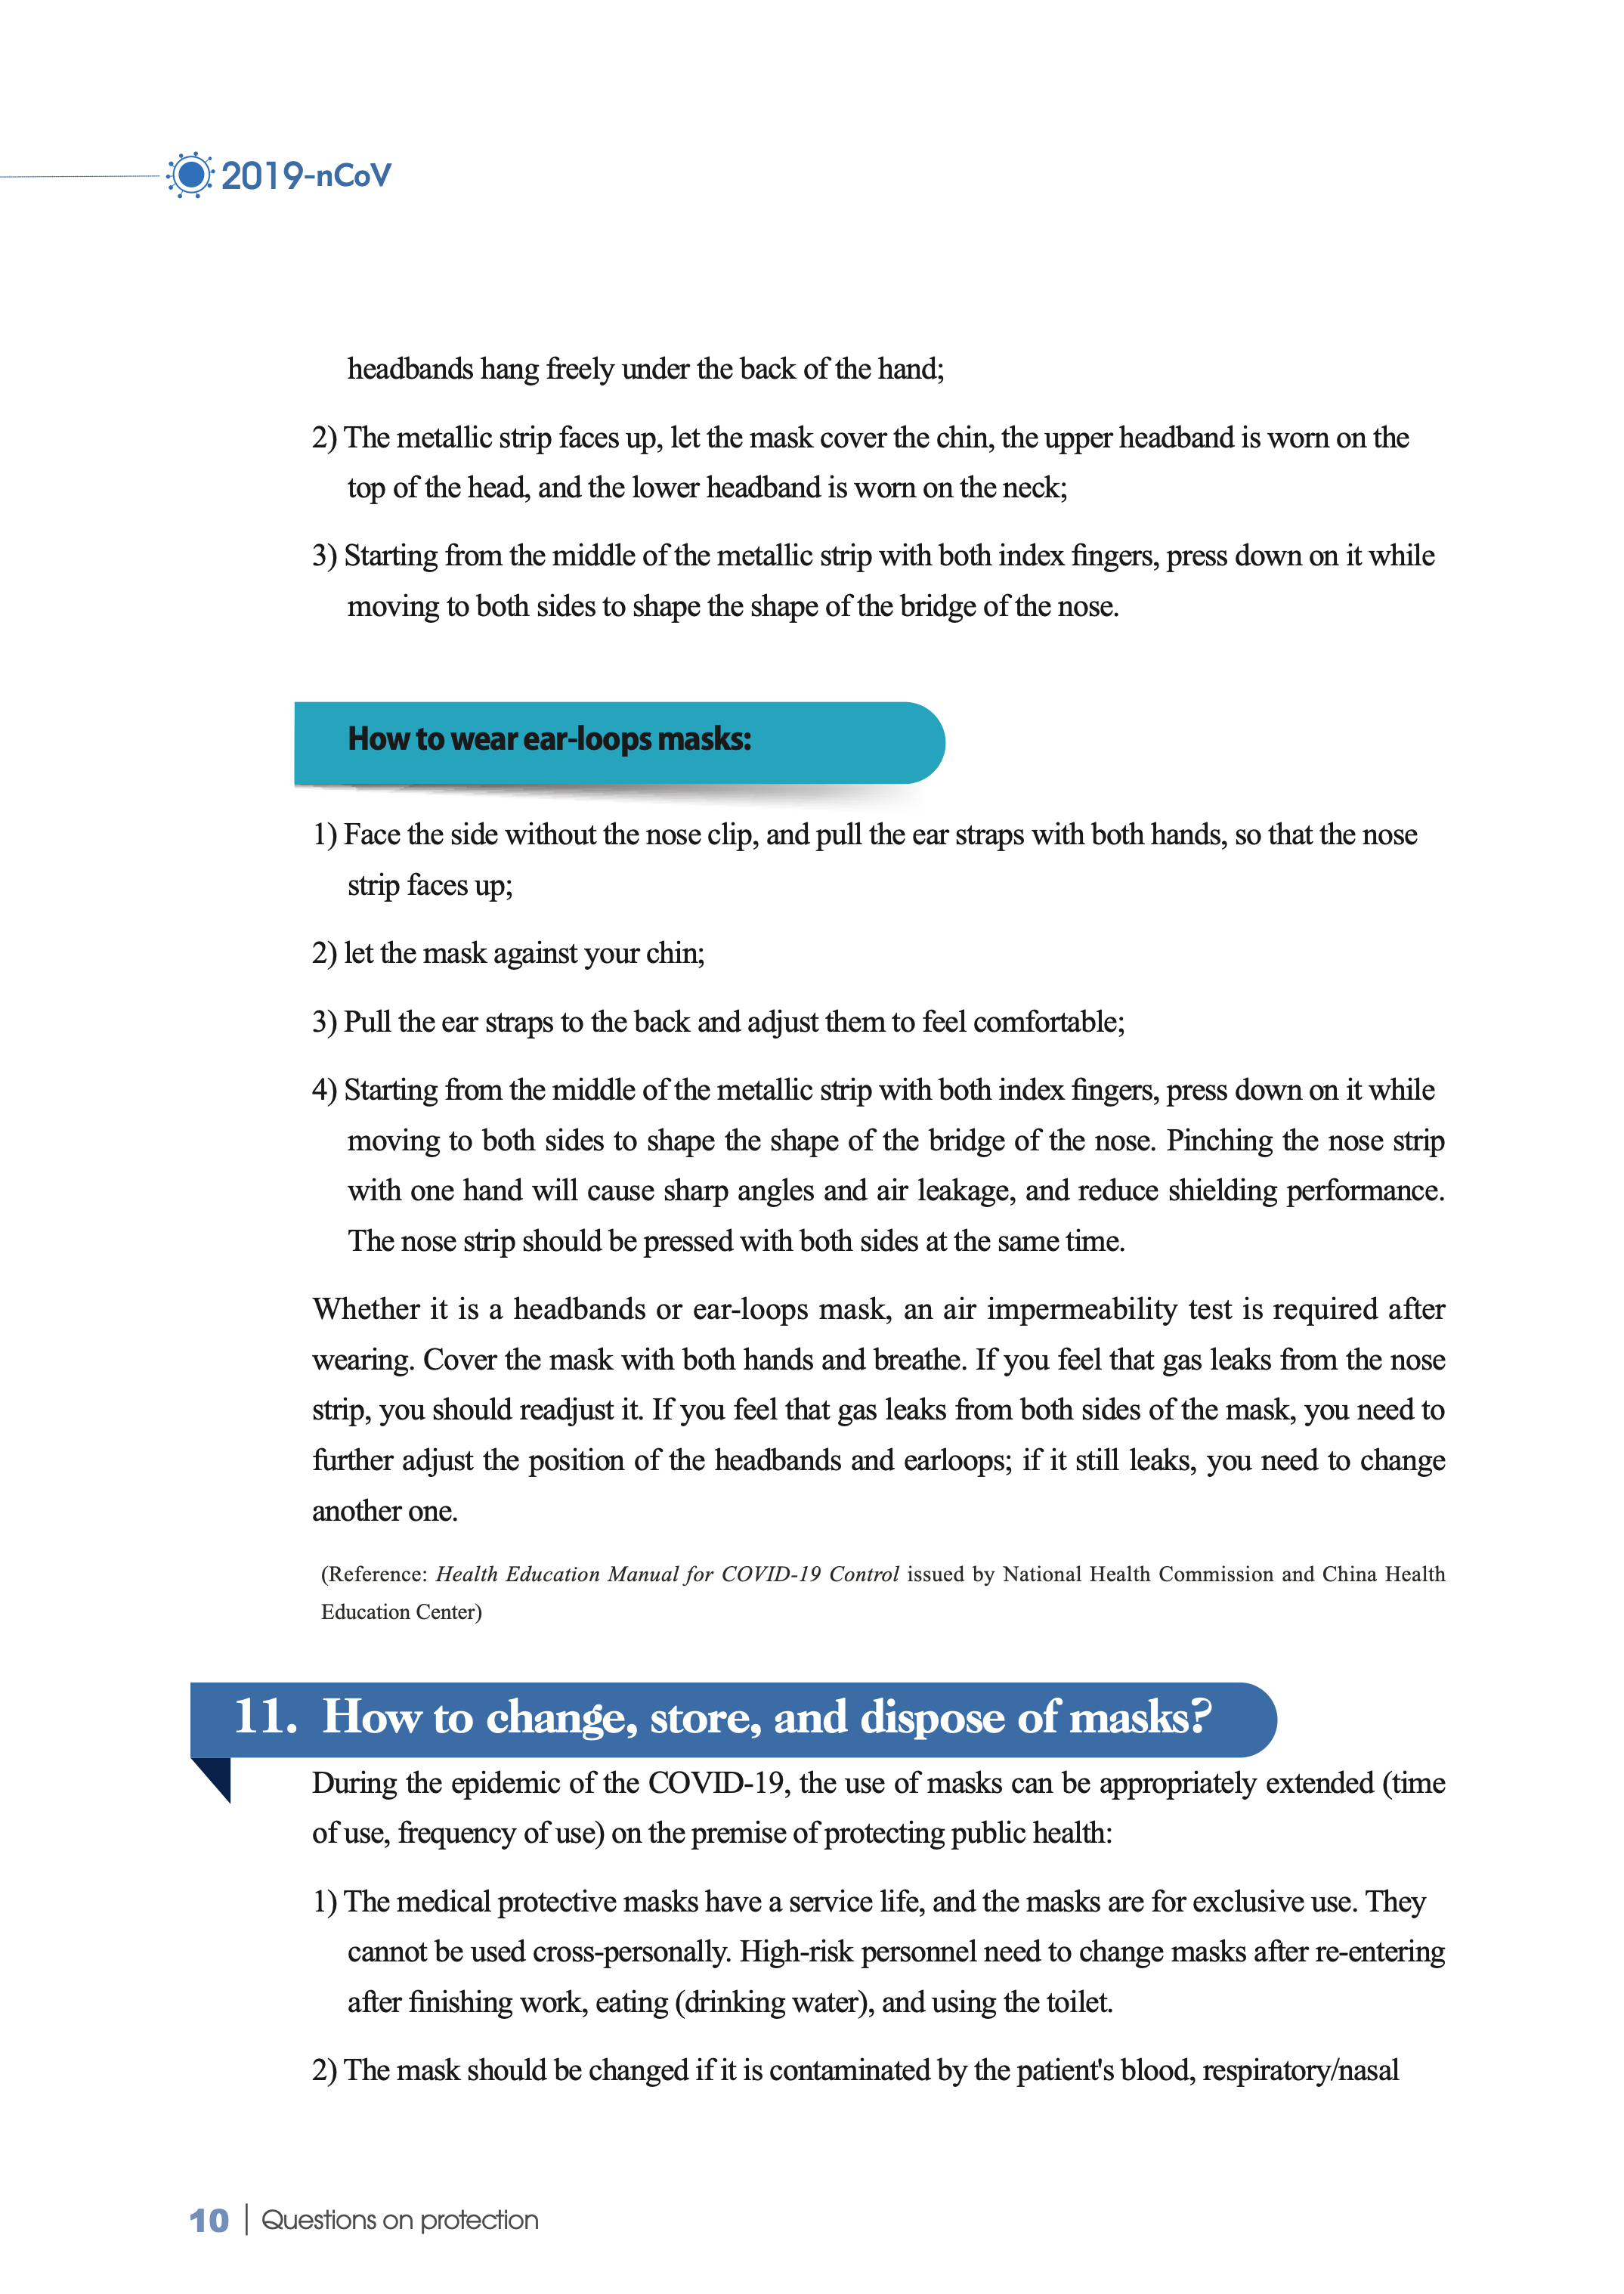 2019-nCoV
headbands hang freely under the back of the hand;
2) The metallic strip faces up, let the mask cover the chin, the upper headband is worn on the
top of the head, and the lower headband is worn on the neck;
3) Starting from the middle of the metallic strip with both index fingers, press down on it while
moving to both sides to shape the shape of the bridge of the nose.
How to wear ear-loops masks:
1) Face the side without the nose clip, and pull the ear straps with both hands, so that the nose
strip faces up;
2) let the mask against your chin;
3) Pull the ear straps to the back and adjust them to feel comfortable;
4) Starting from the middle of the metallic strip with both index fingers, press down on it while
moving to both sides to shape the shape of the bridge of the nose. Pinching the nose strip
with one hand will cause sharp angles and air leakage, and reduce shielding performance.
The nose strip should be pressed with both sides at the same time.
Whether it is a headbands or ear-loops mask, an air impermeability test is required after
wearing. Cover the mask with both hands and breathe. If you feel that gas leaks from the nose
strip, you should readjust it. If you feel that gas leaks from both sides of the mask, you need to
further adjust the position of the headbands and earloops; if it still leaks, you need to change
another one.
(Reference: Health Education Manual for COVID-19 Control issued by National Health Commission and China Health
Education Center)
11. How to change, store, and dispose of masks?
During the epidemic of the COVID-19, the use of masks can be appropriately extended (time
of use, frequency of use) on the premise of protecting public health:
1) The medical protective masks have a service life, and the masks are for exclusive use. They
cannot be used cross-personally. High-risk personnel need to change masks after re-entering
after finishing work, eating (drinking water), and using the toilet.
2) The mask should be changed if it is contaminated by the patient's blood, respiratory/nasal
10 | Questions on protection